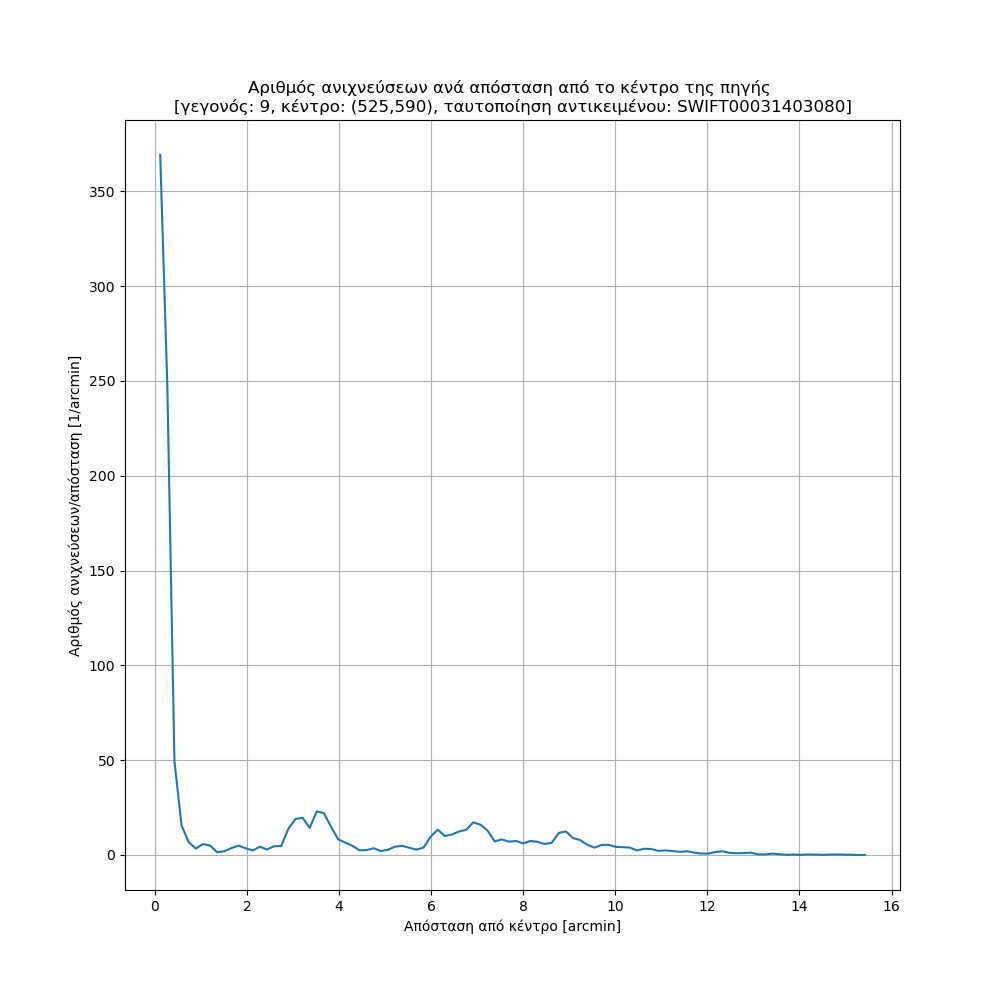 Αριθμός ανιχνεύσεων ανά απόσταση από το κέντρο της πηγής
[γεγονός: 9, κέντρο: (525,590), ταυτοποίηση αντικειμένου: SWIFT00031403080]
Αριθμός ανιχνεύσεων/απόσταση [1/arcmin]
350
300
250
200
150
100
50
0
0 2 4 6 8 10 12 14 16
Απόσταση από κέντρο [arcmin]